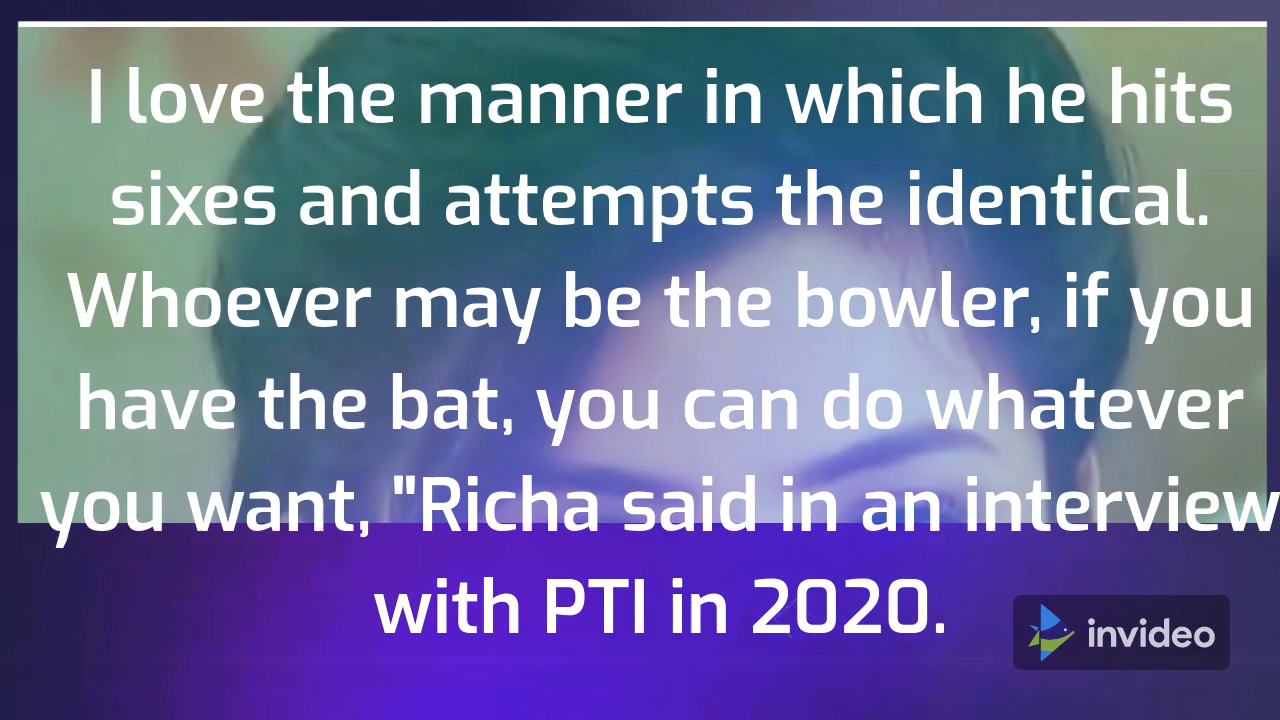 I love the manner in which he hits
sixes and attempts the identical.
Whoever may be the bowler, if you
have the bat, you can do whatever
you want, "Richa said in an interview
with PTI in 2020.
invideo